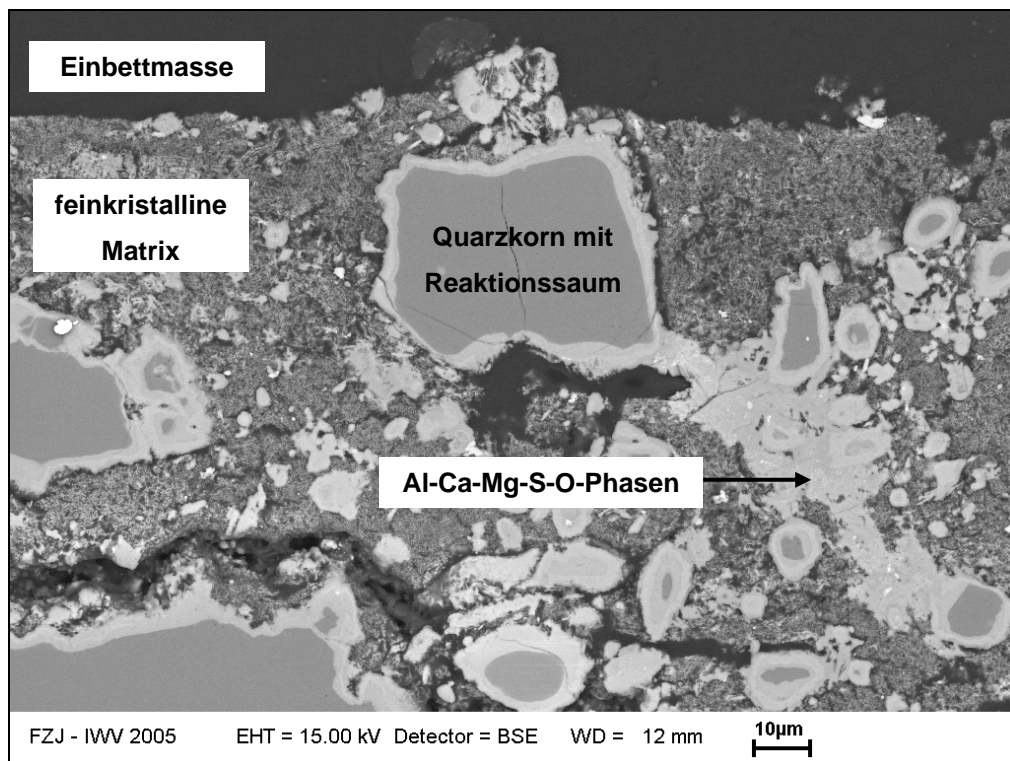 Einbettmasse
feinkristalline
Matrix
Quarzkorn mit
Reaktionssaum
Al-Ca-Mg-S-O-Phasen
FZJ - IWV 2005 EHT = 15.00 kV Detector = BSE WD = 12 mm 10µm